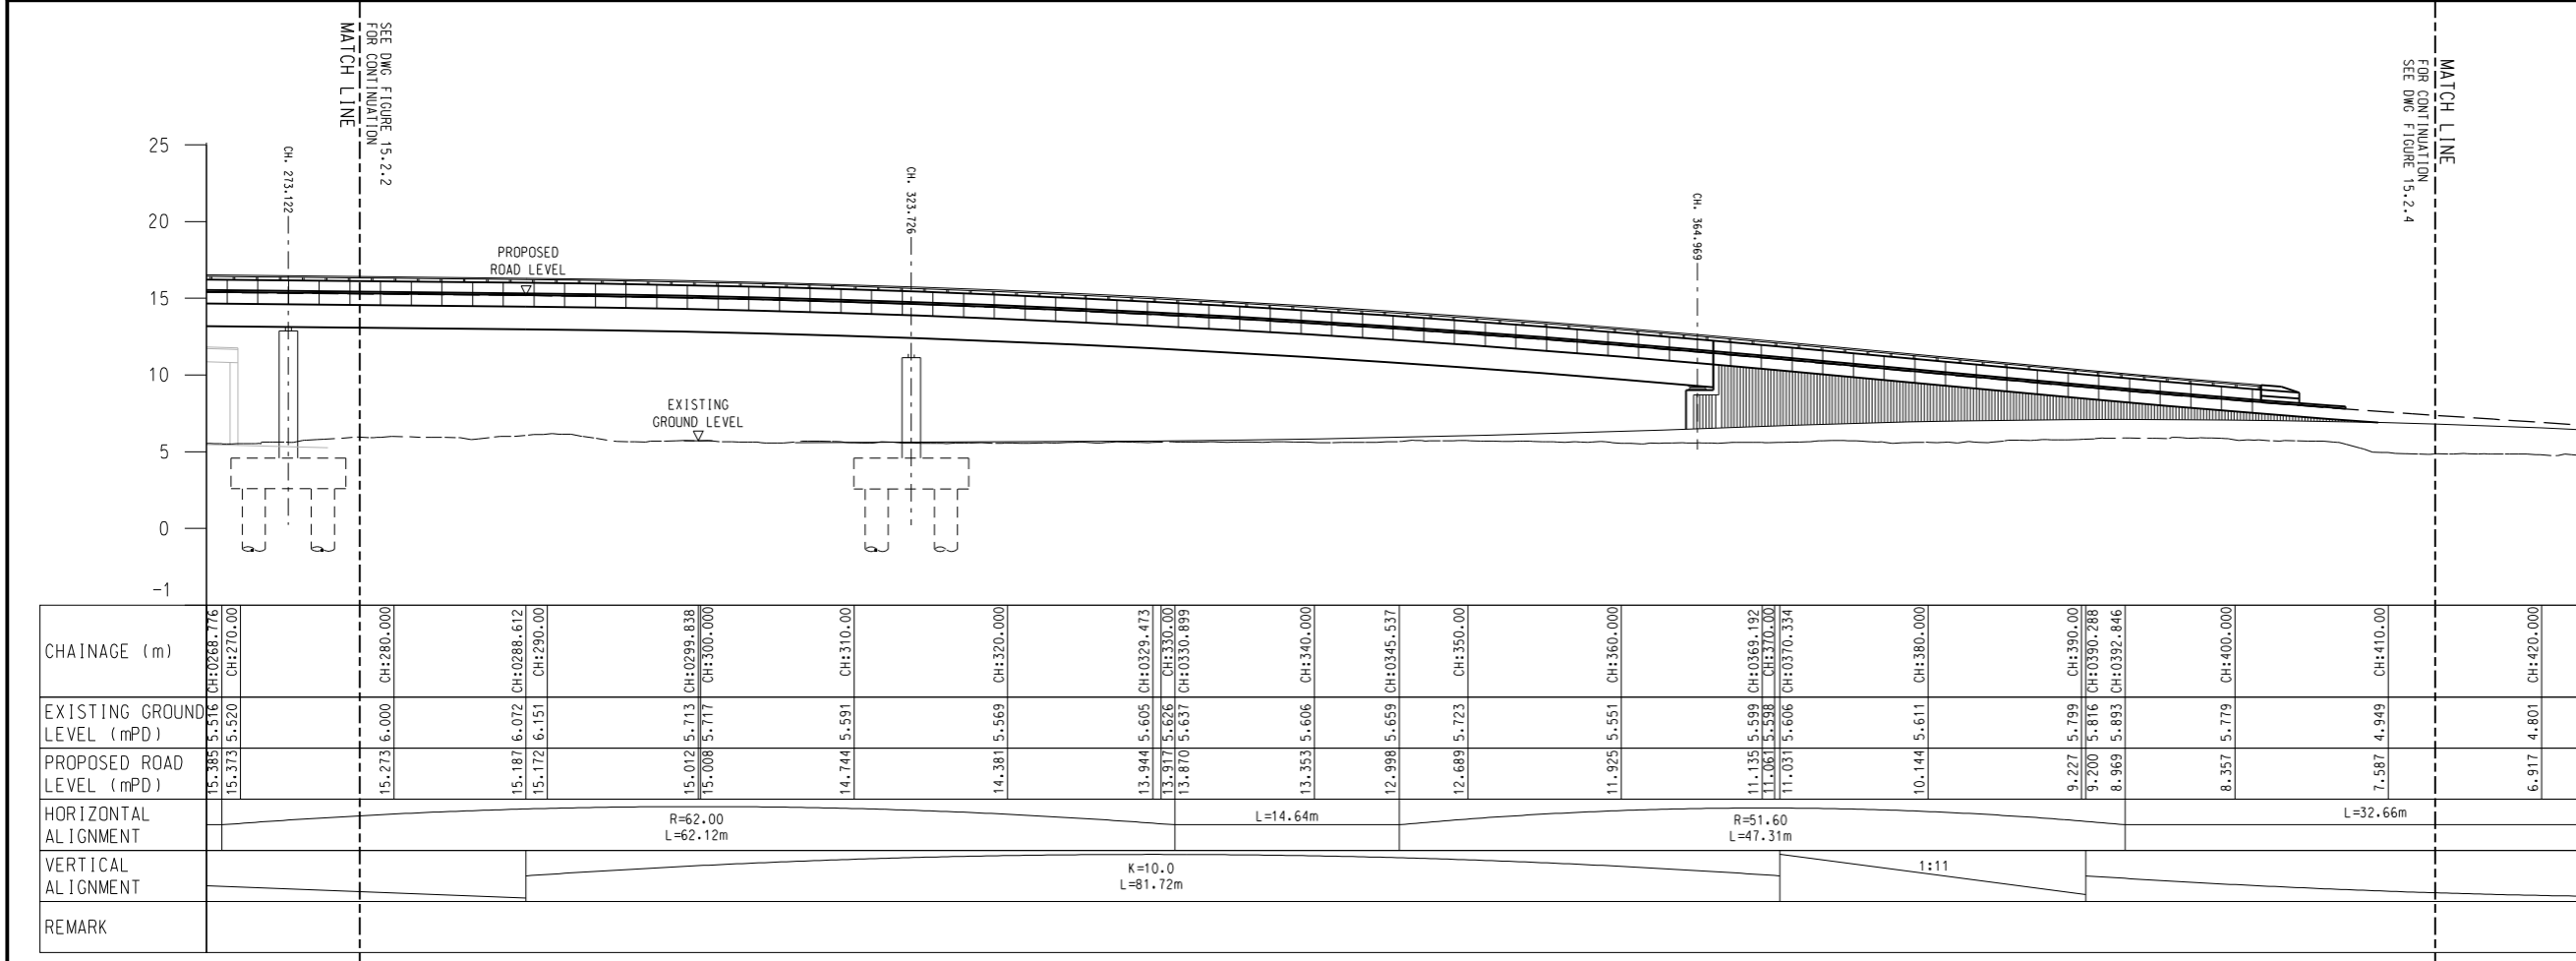 SEE DWG FIGURE 15.2.2
FOR CONTINUATION
MATCH LINE
MATCH LINE
FOR CONTINUATION
SEE DWG FIGURE 15.2.4
25
20
15
10
5
0
-1
CH. 273.122
CH. 323.726
CH. 364.969
PROPOSED
ROAD LEVEL
EXISTING
GROUND LEVEL
CHAINAGE (m)
CH:0268.776
CH:270.00
CH:280.000
CH:0288.612
CH:290.00
CH:0299.838
CH:300.000
CH:310.00
CH:320.000
CH:0329.473
CH:330.00
CH:0330.899
CH:340.000
CH:0345.537
CH:350.00
CH:360.000
CH:0369.192
CH:370.00
CH:0370.334
CH:380.000
CH:390.00
CH:0390.288
CH:0392.846
CH:400.000
CH:410.00
CH:420.000
EXISTING GROUND
LEVEL (mPD)
5.516
5.520
6.000
6.072
6.151
5.713
5.717
5.591
5.569
5.605
5.626
5.637
5.606
5.659
5.723
5.551
5.599
5.598
5.606
5.611
5.799
5.816
5.893
5.779
4.949
4.801
PROPOSED ROAD
LEVEL (mPD)
15.385
15.373
15.273
15.187
15.172
15.012
15.008
14.744
14.381
13.944
13.917
13.870
13.353
12.998
12.689
11.925
11.135
11.061
11.031
10.144
9.227
9.200
8.969
8.357
7.587
6.917
HORIZONTAL
ALIGNMENT
R=62.00
L=62.12m
L=14.64m
R=51.60
L=47.31m
L=32.66m
VERTICAL
ALIGNMENT
K=10.0
L=81.72m
1:11
REMARK